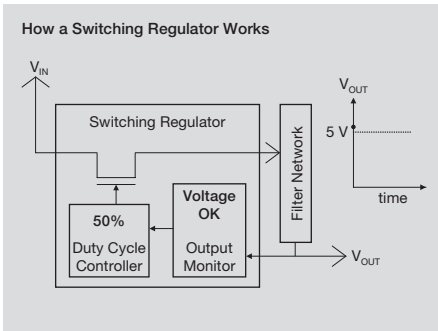 How a Switching Regulator Works
VIN
Switching Regulator
50%
Duty Cycle
Controller
Voltage
OK
Output
Monitor
Filter Network
VOUT
5 V
time
VOUT